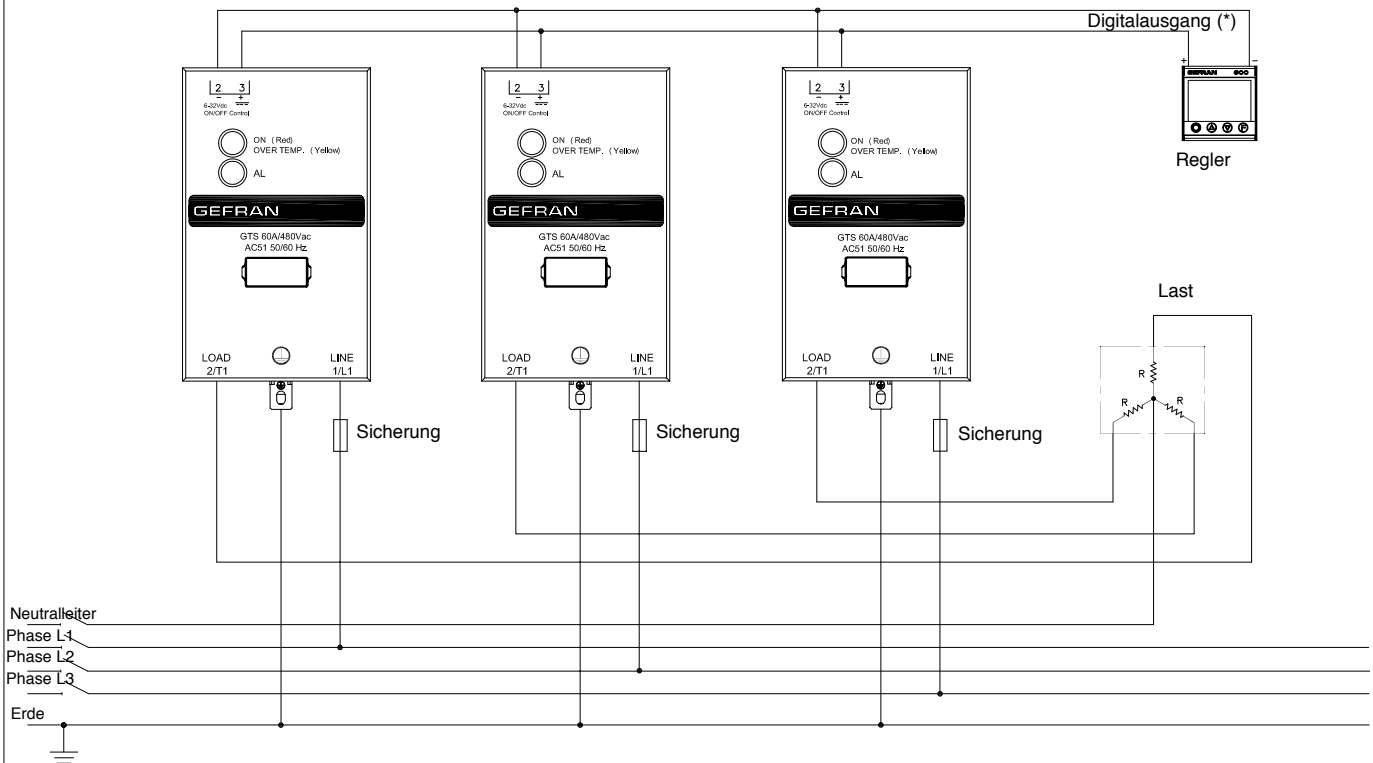 Digitalausgang (*)
+ −
GEFRAN 600
F
Regler
2 3
− +
6-32Vdc
ON/OFF Control
ON (Red)
OVER TEMP. (Yellow)
AL
GEFRAN
GTS 60A/480Vac
AC51 50/60 Hz
LOAD
2/T1
LINE
1/L1
Sicherung
2 3
− +
6-32Vdc
ON/OFF Control
ON (Red)
OVER TEMP. (Yellow)
AL
GEFRAN
GTS 60A/480Vac
AC51 50/60 Hz
LOAD
2/T1
LINE
1/L1
Sicherung
2 3
− +
6-32Vdc
ON/OFF Control
ON (Red)
OVER TEMP. (Yellow)
AL
GEFRAN
GTS 60A/480Vac
AC51 50/60 Hz
LOAD
2/T1
LINE
1/L1
Sicherung
Last
R
R
R
Neutralleiter
Phase L1
Phase L2
Phase L3
Erde